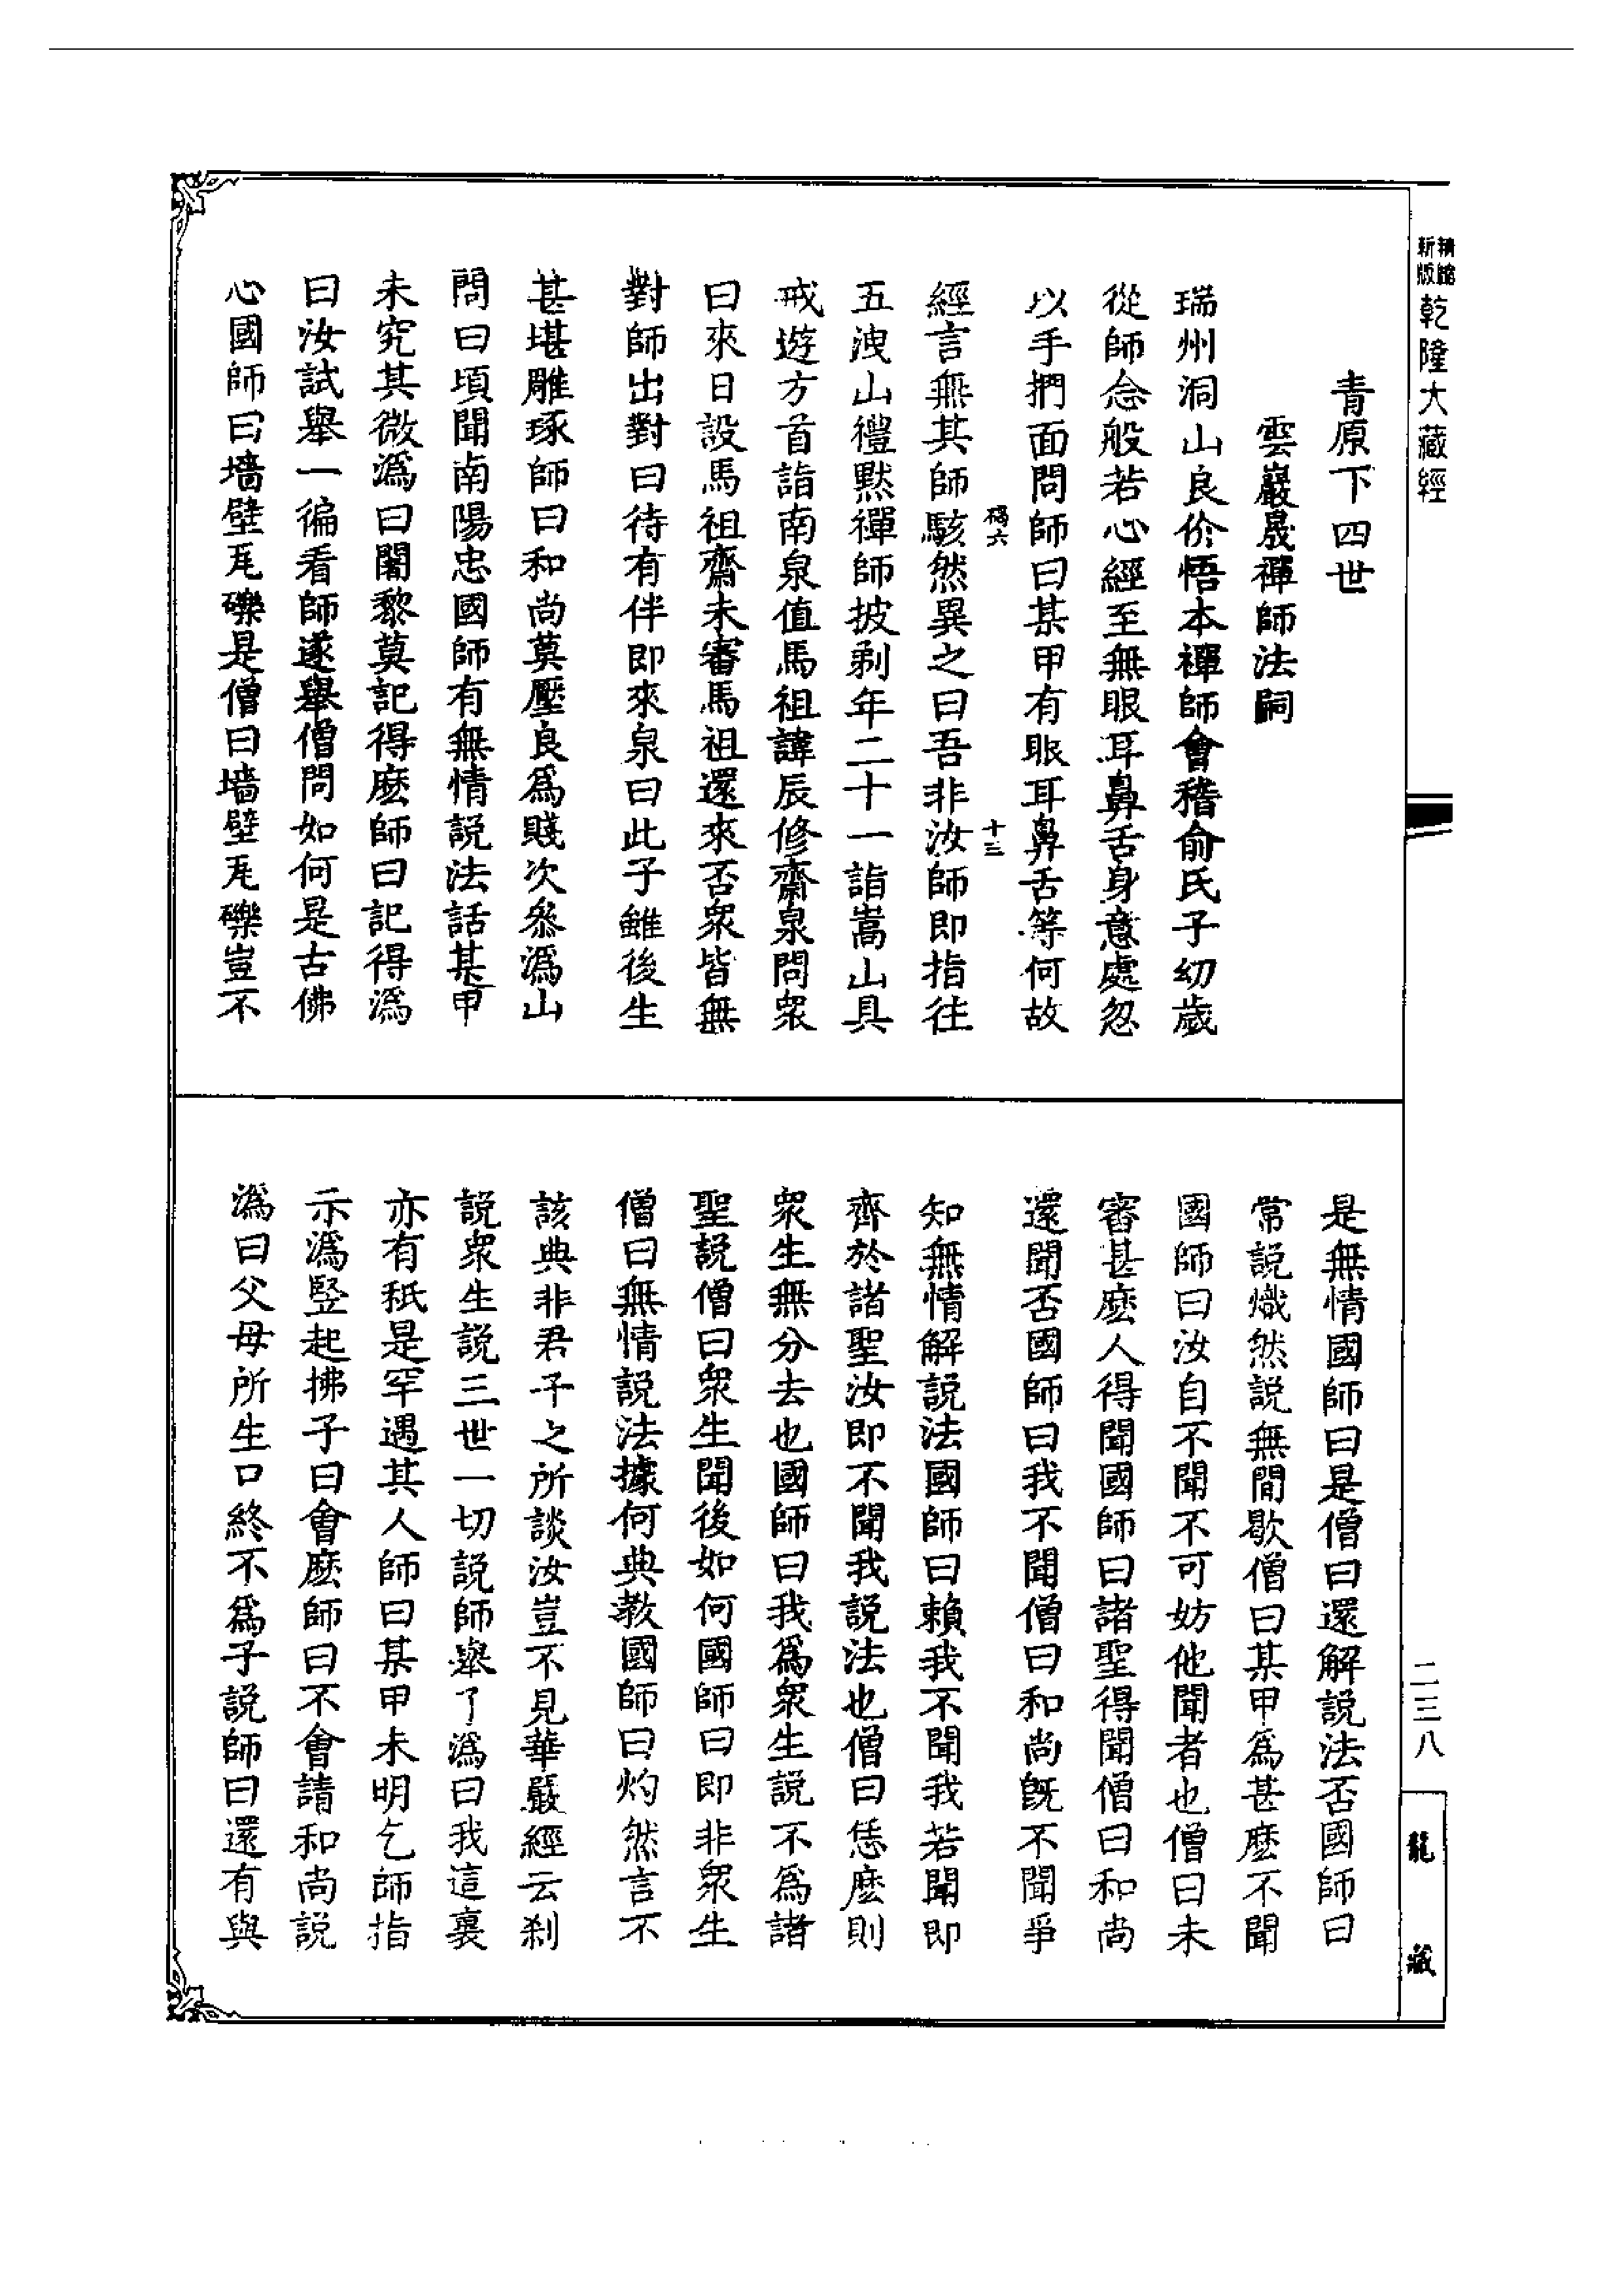 精縮新版乾隆大藏經
青原下四世
雲巖晟禪師法嗣
瑞州洞山良价悟本禪師會稽俞氏子幼歲
從師念般若心經至無眼耳鼻舌身意處忽
以手捫面問師曰某甲有眼耳鼻舌等何故
六
十三
經言無其師駭然異之曰吾非汝師即指往
五洩山禮默禪師披剃年二十一詣嵩山具
戒遊方首詣南泉值馬祖諱辰修齋泉問衆
曰來日設馬祖齋未審馬祖還來否衆皆無
對師出對曰待有伴即來泉曰此子雖後生
甚堪雕琢師曰和尚莫壓良爲賤次叅潙山
問曰頃聞南陽忠國師有無情説法話某甲
未究其微潙曰闍黎莫記得麽師曰記得潙
曰汝試舉一徧看師遂舉僧問如何是古佛
心國師曰墻壁瓦礫是僧曰墻壁瓦礫豈不
是無情國師曰是僧曰還解説法否國師曰
常説熾然説無間歇僧曰某甲爲甚麽不聞
國師曰汝自不聞不可妨他聞者也僧曰未
審甚麽人得聞國師曰諸聖得聞僧曰和尚
還聞否國師曰我不聞僧曰和尚旣不聞爭
知無情解説法國師曰賴我不聞我若聞即
齊於諸聖汝即不聞我説法也僧曰恁麽則
衆生無分去也國師曰我爲衆生説不爲諸
聖説僧曰衆生聞後如何國師曰即非衆生
僧曰無情説法據何典教國師曰灼然言不
該典非君子之所談汝豈不見華嚴經云刹
説衆生説三世一切説師舉了潙曰我這裏
亦有秖是罕遇其人師曰某甲未明乞師指
示潙竪起拂子曰會麽師曰不會請和尚説
潙曰父母所生口終不爲子説師曰還有與
二三八
龍藏